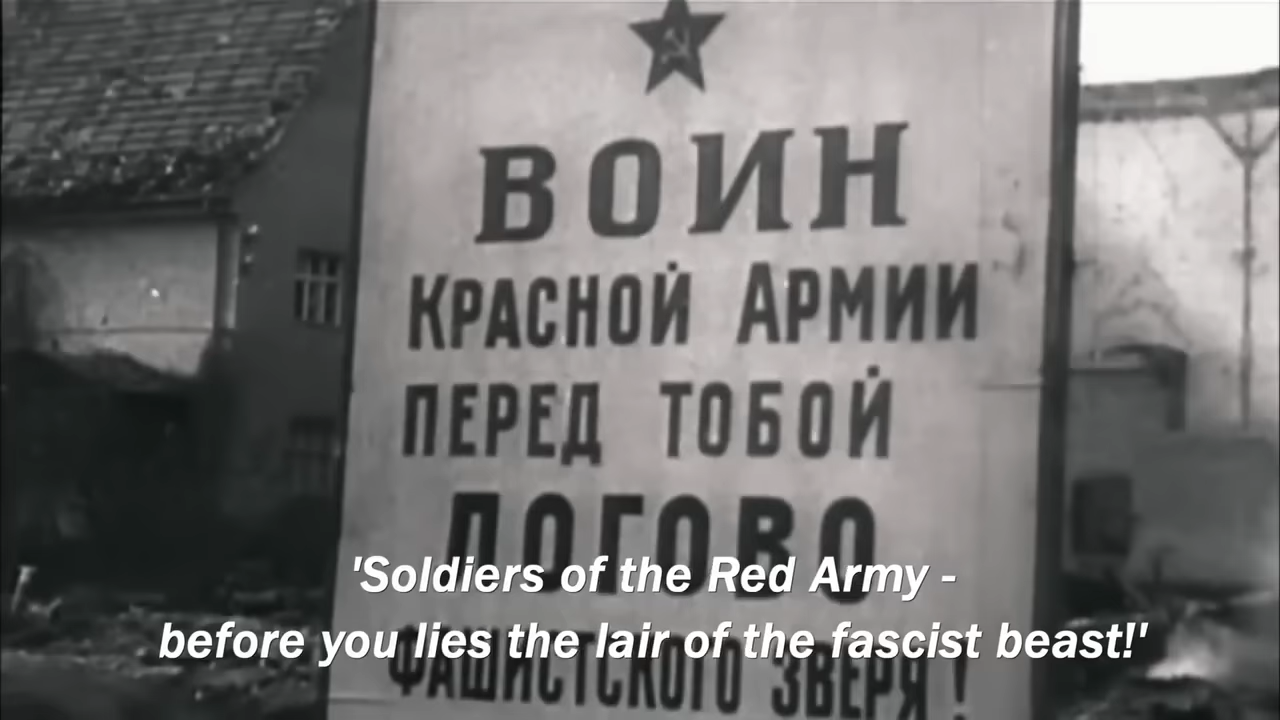 ВОИН
КРАСНОЙ АРМИИ
ПЕРЕД ТОБОЙ
ЛОГОВО
'Soldiers of the Red Army -
before you lies the lair of the fascist beast!'
ФАШИСТСКОГО ЗВЕРЯ!